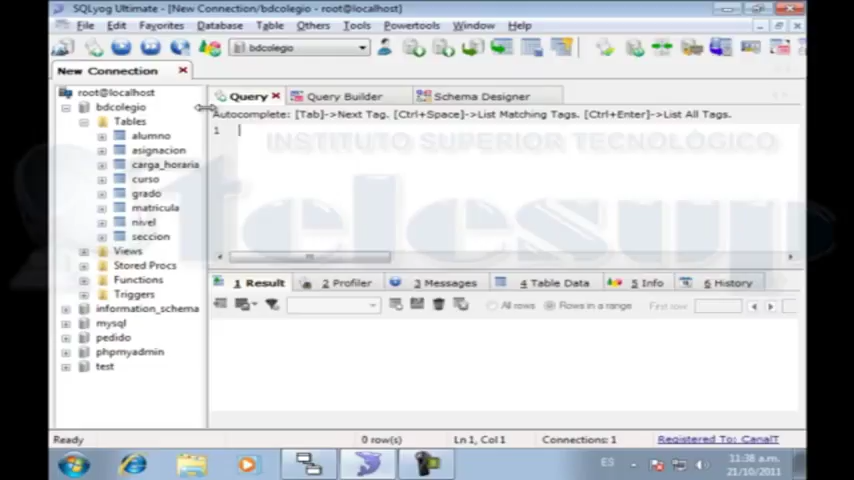 SQLyog Ultimate - [New Connection/bdcolegio - root@localhost]
File Edit Favorites Database Table Others Tools Powertools Window Help
bdcolegio
New Connection
root@localhost
bdcolegio
Tables
alumno
asignacion
carga_horaria
curso
grado
matricula
nivel
seccion
Views
Stored Procs
Functions
Triggers
information_schema
mysql
pedido
phpmyadmin
test
Query Query Builder Schema Designer
Autocomplete: [Tab]->Next Tag. [Ctrl+Space]->List Matching Tags. [Ctrl+Enter]->List All Tags.
1
INSTITUTO SUPERIOR TECNOLÓGICO
telesup
1 Result 2 Profiler 3 Messages 4 Table Data 5 Info 6 History
All rows Rows in a range First row:
Ready 0 row(s) Ln 1, Col 1 Connections: 1 Registered To: CanalT
ES 11:38 a.m.
21/10/2011